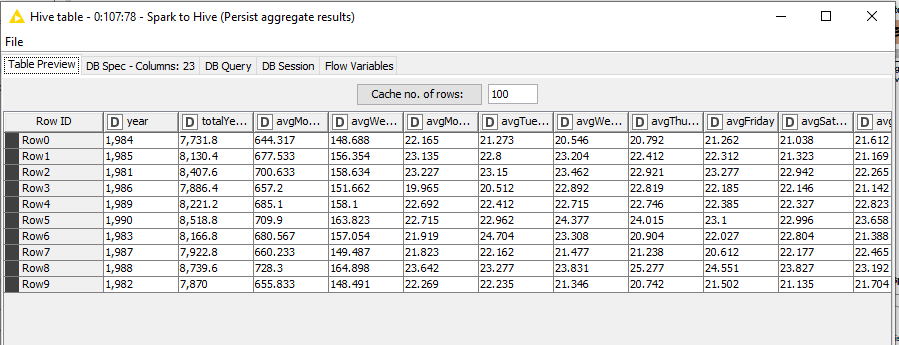 Hive table - 0:107:78 - Spark to Hive (Persist aggregate results)
File
Table Preview DB Spec - Columns: 23 DB Query DB Session Flow Variables
Cache no. of rows: 100
Row ID D year D totalYe... D avgMo... D avgWe... D avgMo... D avgTue... D avgWe... D avgThu... D avgFriday D avgSat... D avg
Row0 1,984 7,731.8 644.317 148.688 22.165 21.273 20.546 20.792 21.262 21.038 21.612
Row1 1,985 8,130.4 677.533 156.354 23.135 22.8 23.204 22.412 22.312 21.323 21.169
Row2 1,981 8,407.6 700.633 158.634 23.227 23.15 23.462 22.921 23.277 22.942 22.265
Row3 1,986 7,886.4 657.2 151.662 19.965 20.512 22.892 22.819 22.185 22.146 21.142
Row4 1,989 8,221.2 685.1 158.1 22.692 22.412 22.715 22.746 22.385 22.327 22.823
Row5 1,990 8,518.8 709.9 163.823 22.715 22.962 24.377 24.015 23.1 22.996 23.658
Row6 1,983 8,166.8 680.567 157.054 21.919 24.704 23.308 20.904 22.027 22.804 21.388
Row7 1,987 7,922.8 660.233 149.487 21.823 22.162 21.477 21.238 20.612 22.177 22.465
Row8 1,988 8,739.6 728.3 164.898 23.642 23.277 23.831 25.277 24.551 23.827 23.192
Row9 1,982 7,870 655.833 148.491 22.269 22.235 21.346 20.742 21.502 21.135 21.704